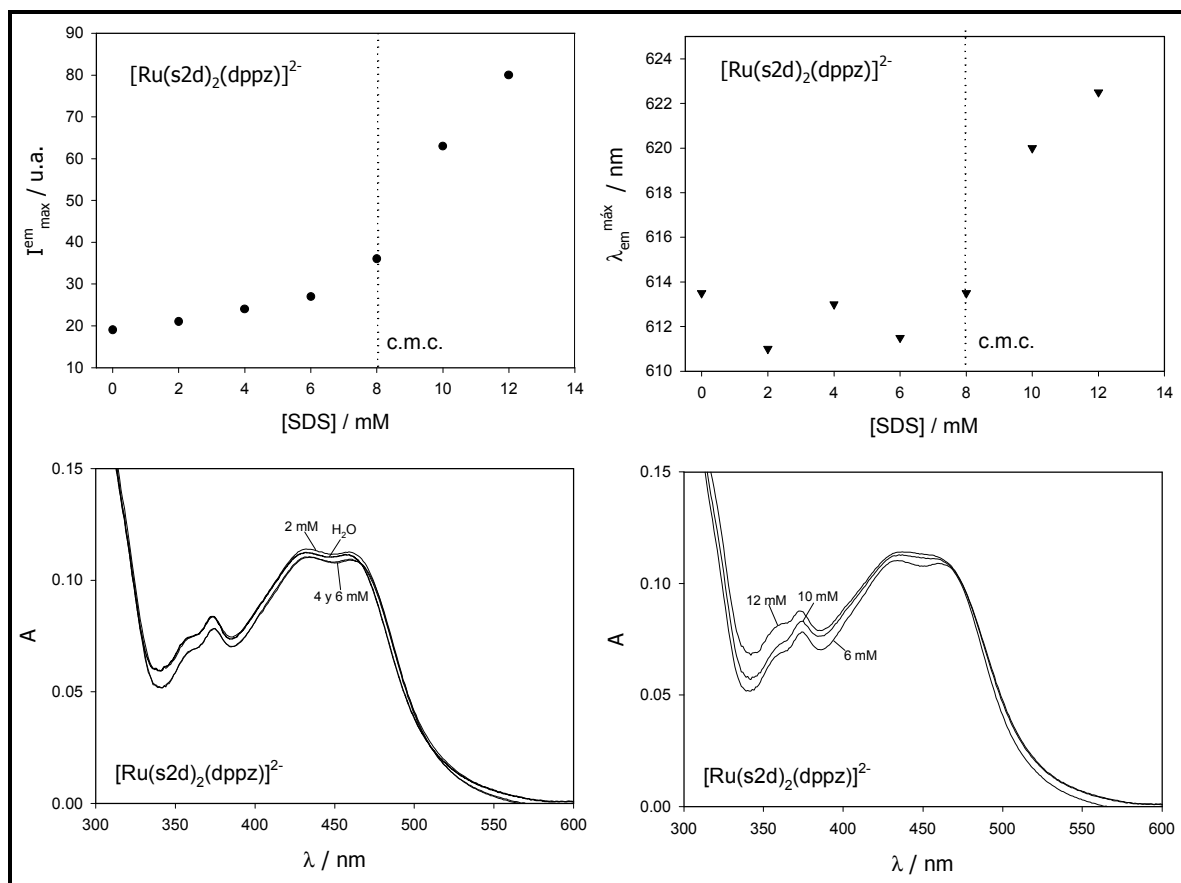 [Ru(s2d)2(dppz)]2-
I em max / u.a.
90
80
70
60
50
40
30
20
10
c.m.c.
0 2 4 6 8 10 12 14
[SDS] / mM
[Ru(s2d)2(dppz)]2-
λem máx / nm
624
622
620
618
616
614
612
610
c.m.c.
0 2 4 6 8 10 12 14
[SDS] / mM
A
0.15
0.10
0.05
0.00
2 mM
H2O
4 y 6 mM
[Ru(s2d)2(dppz)]2-
300 350 400 450 500 550 600
λ / nm
A
0.15
0.10
0.05
0.00
12 mM
10 mM
6 mM
[Ru(s2d)2(dppz)]2-
300 350 400 450 500 550 600
λ / nm